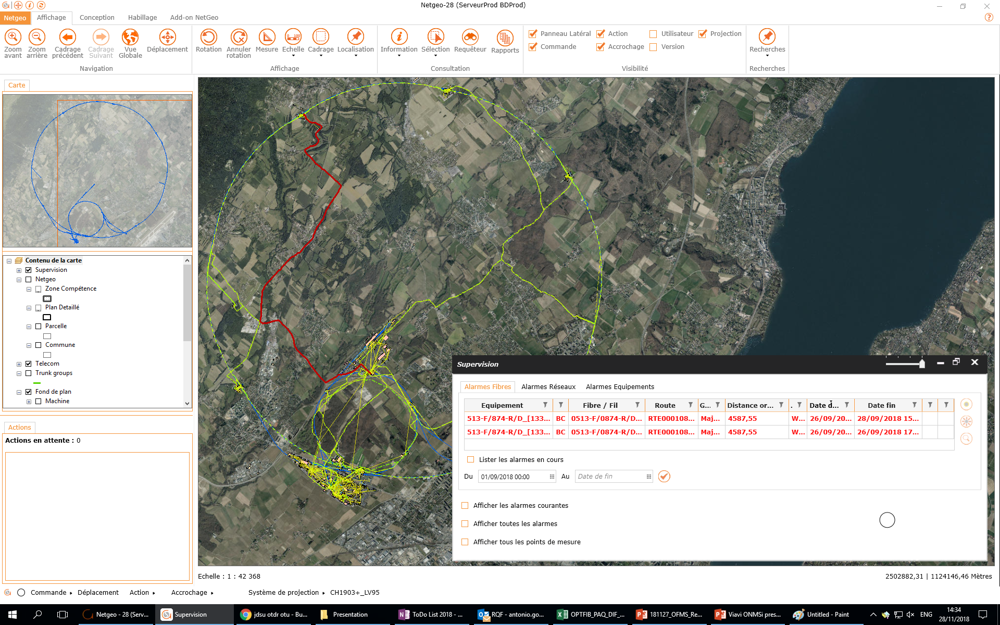 Netgeo-28 (ServeurProd BDProd)
Netgeo
Affichage
Conception
Habillage
Add-on NetGeo
Zoom avant
Zoom arrière
Cadrage précédent
Cadrage Suivant
Vue Globale
Déplacement
Navigation
Rotation
Annuler rotation
Mesure
Echelle
Cadrage
Localisation
Affichage
Information
Sélection
Requêteur
Rapports
Consultation
Panneau Latéral
Action
Utilisateur
Projection
Commande
Accrochage
Version
Visibilité
Recherches
Recherches
Carte
Contenu de la carte
Supervision
Netgeo
Zone Compétence
Plan Detaillé
Parcelle
Commune
Telecom
Trunk groups
Fond de plan
Machine
Actions
Actions en attente : 0
Supervision
Alarmes Fibres
Alarmes Réseaux
Alarmes Equipements
Equipement Fibre / Fil Route G... Distance or... . Date d... Date fin
513-F/874-R/D_[133... BC 0513-F/0874-R/D... RTE000108... Maj... 4587,55 W... 26/09/20... 28/09/2018 15...
513-F/874-R/D_[133... BC 0513-F/0874-R/D... RTE000108... Maj... 4587,55 W... 26/09/20... 26/09/2018 17...
Lister les alarmes en cours
Du 01/09/2018 00:00 Au Date de fin
Afficher les alarmes courantes
Afficher toutes les alarmes
Afficher tous les points de mesure
Echelle : 1 : 42 368
2502882,31 | 1124146,46 Mètres
Commande Déplacement Action Accrochage Système de projection CH1903+_LV95
Netgeo - 28 (Serv...
Supervision
jdsu otdr otu - Bu...
Presentation
ToDo List 2018 - ...
RQF - antonio.go...
OPTFIB_PAQ_DIF_...
181127_OFMS_Re...
Viavi ONMSi pres...
Untitled - Paint
ENG
14:34
28/11/2018